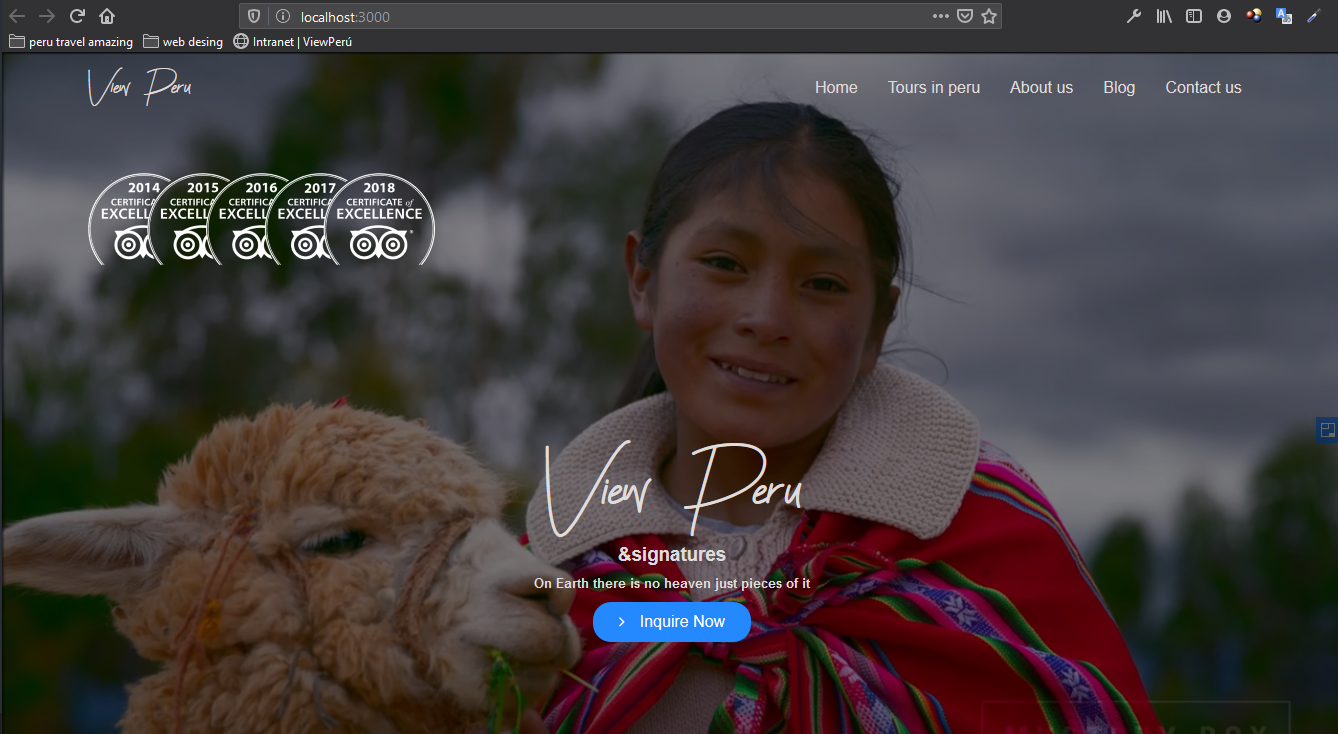 localhost:3000
peru travel amazing web desing Intranet | ViewPerú
View Peru
Home Tours in peru About us Blog Contact us
2014 2015 2016 2017 2018
CERTIFICA CERTIFICA CERTIFIC CERTIFICA CERTIFICATE of
EXCELL EXCELL EXCELL EXCELL EXCELLENCE
View Peru
&signatures
On Earth there is no heaven just pieces of it
Inquire Now